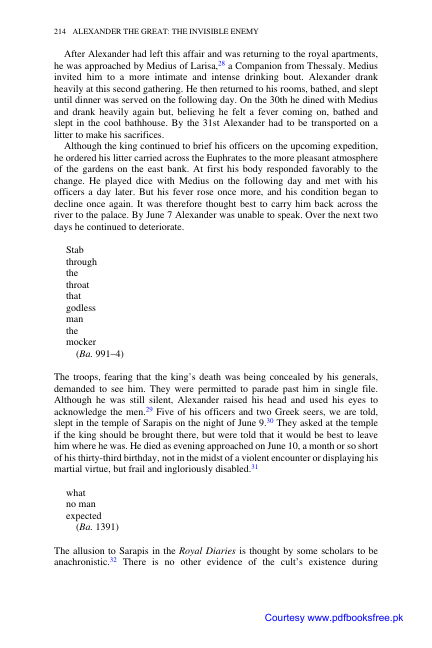 214 ALEXANDER THE GREAT: THE INVISIBLE ENEMY
After Alexander had left this affair and was returning to the royal apartments,
he was approached by Medius of Larisa,28 a Companion from Thessaly. Medius
invited him to a more intimate and intense drinking bout. Alexander drank
heavily at this second gathering. He then returned to his rooms, bathed, and slept
until dinner was served on the following day. On the 30th he dined with Medius
and drank heavily again but, believing he felt a fever coming on, bathed and
slept in the cool bathhouse. By the 31st Alexander had to be transported on a
litter to make his sacrifices.
Although the king continued to brief his officers on the upcoming expedition,
he ordered his litter carried across the Euphrates to the more pleasant atmosphere
of the gardens on the east bank. At first his body responded favorably to the
change. He played dice with Medius on the following day and met with his
officers a day later. But his fever rose once more, and his condition began to
decline once again. It was therefore thought best to carry him back across the
river to the palace. By June 7 Alexander was unable to speak. Over the next two
days he continued to deteriorate.
Stab
through
the
throat
that
godless
man
the
mocker
(Ba. 991–4)
The troops, fearing that the king's death was being concealed by his generals,
demanded to see him. They were permitted to parade past him in single file.
Although he was still silent, Alexander raised his head and used his eyes to
acknowledge the men.29 Five of his officers and two Greek seers, we are told,
slept in the temple of Sarapis on the night of June 9.30 They asked at the temple
if the king should be brought there, but were told that it would be best to leave
him where he was. He died as evening approached on June 10, a month or so short
of his thirty-third birthday, not in the midst of a violent encounter or displaying his
martial virtue, but frail and ingloriously disabled.31
what
no man
expected
(Ba. 1391)
The allusion to Sarapis in the Royal Diaries is thought by some scholars to be
anachronistic.32 There is no other evidence of the cult's existence during
Courtesy www.pdfbooksfree.pk